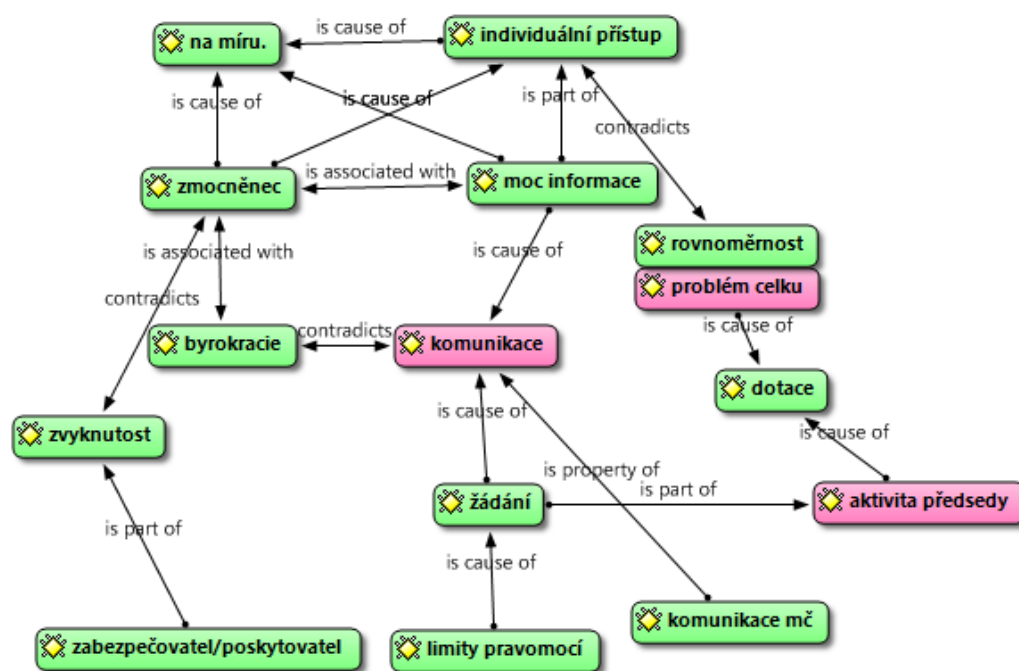 is cause of
na míru.
individuální přístup
is cause of
is cause of
is part of
contradicts
is associated with
zmocněnec
moc informace
rovnoměrnost
is associated with
is cause of
problém celku
contradicts
is cause of
byrokracie
contradicts
komunikace
dotace
is cause of
zvyknutost
is cause of
is property of
is part of
žádání
aktivita předsedy
is part of
is cause of
komunikace mč
zabezpečovatel/poskytovatel
limity pravomocí